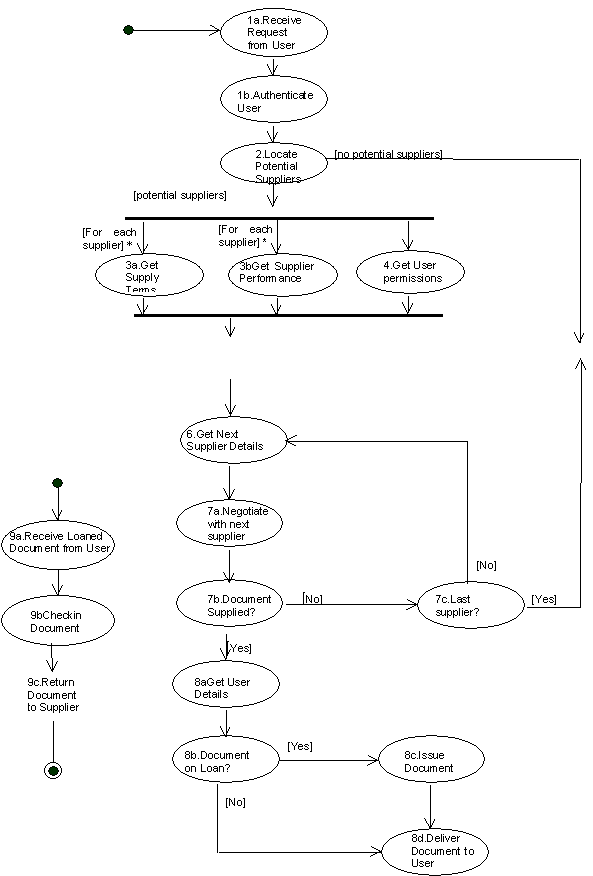 1a.Receive
Request
from User
1b.Authenticate
User
2.Locate
Potential
Suppliers
[no potential suppliers]
[potential suppliers]
[For each
supplier] *
[For each
supplier] *
3a.Get
Supply
Terms
3bGet Supplier
Performance
4.Get User
permissions
6.Get Next
Supplier Details
7a.Negotiate
with next
supplier
9a.Receive Loaned
Document from User
[No]
7b.Document
Supplied?
[No]
7c.Last
supplier?
[Yes]
9bCheckin
Document
[Yes]
9c.Return
Document
to Supplier
8aGet User
Details
8b.Document
on Loan?
[Yes]
8c.Issue
Document
[No]
8d.Deliver
Document to
User